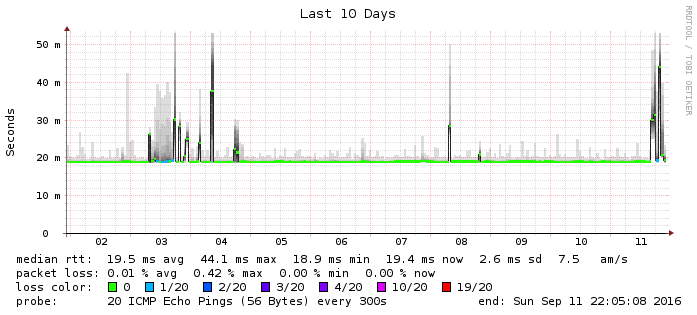 Last 10 Days
RRDTOOL / TOBI OETIKER
Seconds
50 m
40 m
30 m
20 m
10 m
0
02 03 04 05 06 07 08 09 10 11
median rtt: 19.5 ms avg 44.1 ms max 18.9 ms min 19.4 ms now 2.6 ms sd 7.5 am/s
packet loss: 0.01 % avg 0.42 % max 0.00 % min 0.00 % now
loss color: 0 1/20 2/20 3/20 4/20 10/20 19/20
probe: 20 ICMP Echo Pings (56 Bytes) every 300s end: Sun Sep 11 22:05:08 2016